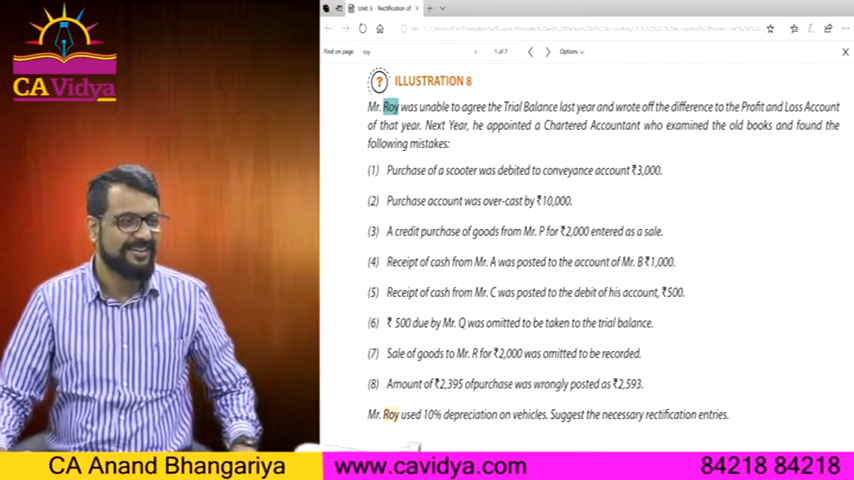 CA Vidya
Unit: 6 - Rectification of
Find on page
roy
1 of 7
Options
? ILLUSTRATION 8
Mr. Roy was unable to agree the Trial Balance last year and wrote off the difference to the Profit and Loss Account
of that year. Next Year, he appointed a Chartered Accountant who examined the old books and found the
following mistakes:
(1) Purchase of a scooter was debited to conveyance account ₹3,000.
(2) Purchase account was over-cast by ₹10,000.
(3) A credit purchase of goods from Mr. P for ₹2,000 entered as a sale.
(4) Receipt of cash from Mr. A was posted to the account of Mr. B ₹1,000.
(5) Receipt of cash from Mr. C was posted to the debit of his account, ₹500.
(6) ₹ 500 due by Mr. Q was omitted to be taken to the trial balance.
(7) Sale of goods to Mr. R for ₹2,000 was omitted to be recorded.
(8) Amount of ₹2,395 ofpurchase was wrongly posted as ₹2,593.
Mr. Roy used 10% depreciation on vehicles. Suggest the necessary rectification entries.
CA Anand Bhangariya
www.cavidya.com
84218 84218